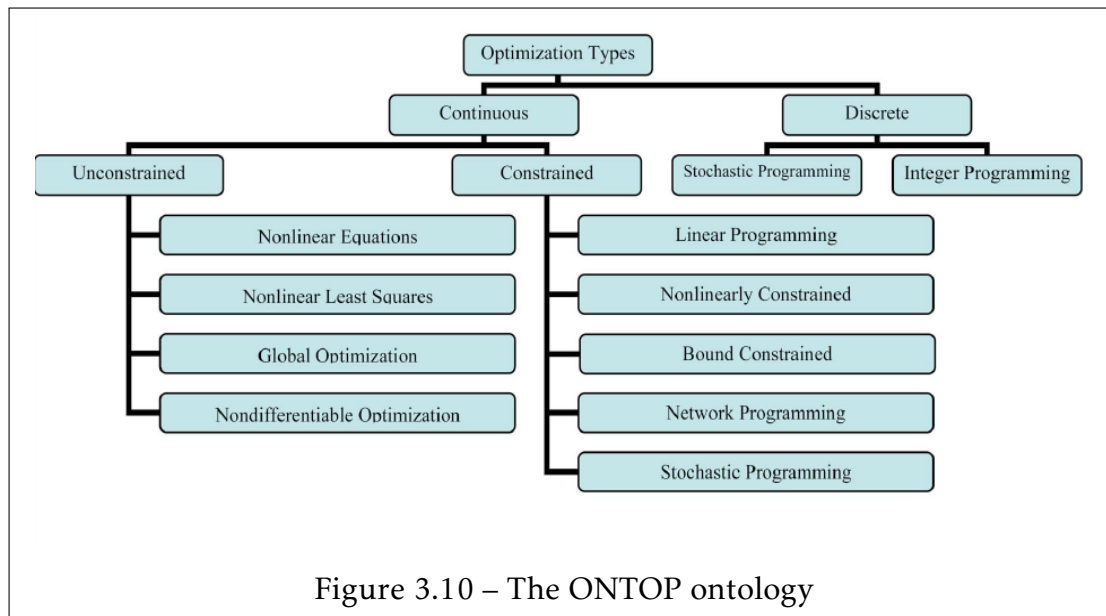 Optimization Types
Continuous
Discrete
Unconstrained
Constrained
Stochastic Programming
Integer Programming
Nonlinear Equations
Linear Programming
Nonlinear Least Squares
Nonlinearly Constrained
Global Optimization
Bound Constrained
Nondifferentiable Optimization
Network Programming
Stochastic Programming
Figure 3.10 – The ONTOP ontology